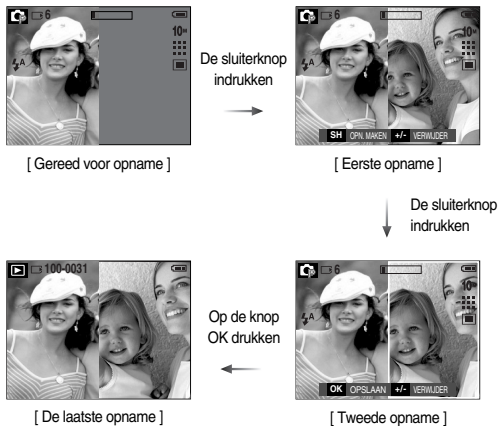 6
10M
A
De sluiterknop
indrukken
6
10M
A
SH OPN. MAKEN +/- VERWIJDER
[ Gereed voor opname ]
[ Eerste opname ]
De sluiterknop
indrukken
100-0031
Op de knop
OK drukken
6
10M
A
OK OPSLAAN +/- VERWIJDER
[ De laatste opname ]
[ Tweede opname ]